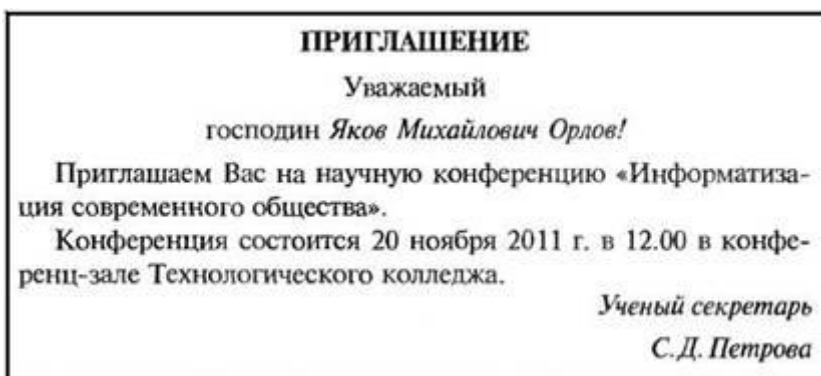 ПРИГЛАШЕНИЕ
Уважаемый
господин Яков Михайлович Орлов!
Приглашаем Вас на научную конференцию «Информатиза-
ция современного общества».
Конференция состоится 20 ноября 2011 г. в 12.00 в конфе-
ренц-зале Технологического колледжа.
Ученый секретарь
С. Д. Петрова